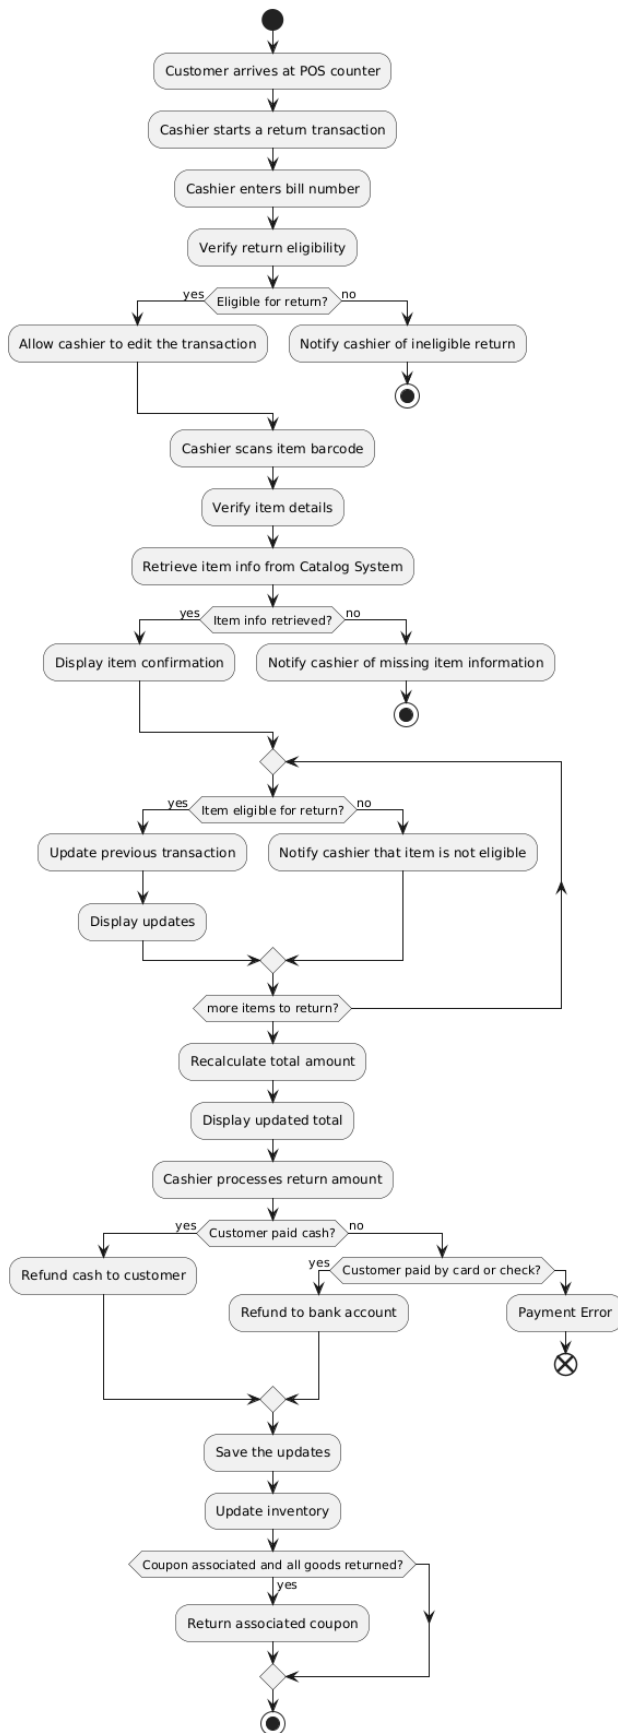 Customer arrives at POS counter
Cashier starts a return transaction
Cashier enters bill number
Verify return eligibility
yes
Eligible for return?
no
Allow cashier to edit the transaction
Notify cashier of ineligible return
Cashier scans item barcode
Verify item details
Retrieve item info from Catalog System
yes
Item info retrieved?
no
Display item confirmation
Notify cashier of missing item information
yes
Item eligible for return?
no
Update previous transaction
Notify cashier that item is not eligible
Display updates
more items to return?
Recalculate total amount
Display updated total
Cashier processes return amount
yes
Customer paid cash?
no
Refund cash to customer
yes
Customer paid by card or check?
Refund to bank account
Payment Error
Save the updates
Update inventory
Coupon associated and all goods returned?
yes
Return associated coupon